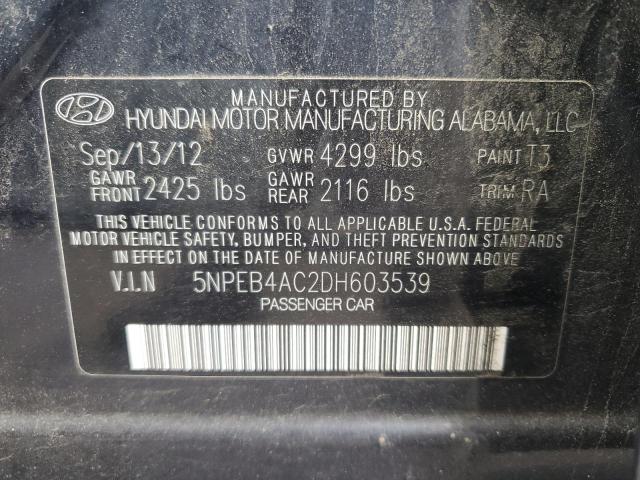 MANUFACTURED BY
HYUNDAI MOTOR MANUFACTURING ALABAMA, LLC
Sep/13/12 GVWR 4299 lbs PAINT T3
GAWR FRONT 2425 lbs GAWR REAR 2116 lbs TRIM RA
THIS VEHICLE CONFORMS TO ALL APPLICABLE U.S.A. FEDERAL
MOTOR VEHICLE SAFETY, BUMPER, AND THEFT PREVENTION
STANDARDS IN EFFECT ON THE DATE OF MANUFACTURE SHOWN ABOVE.
V.I.N 5NPEB4AC2DH603539
PASSENGER CAR